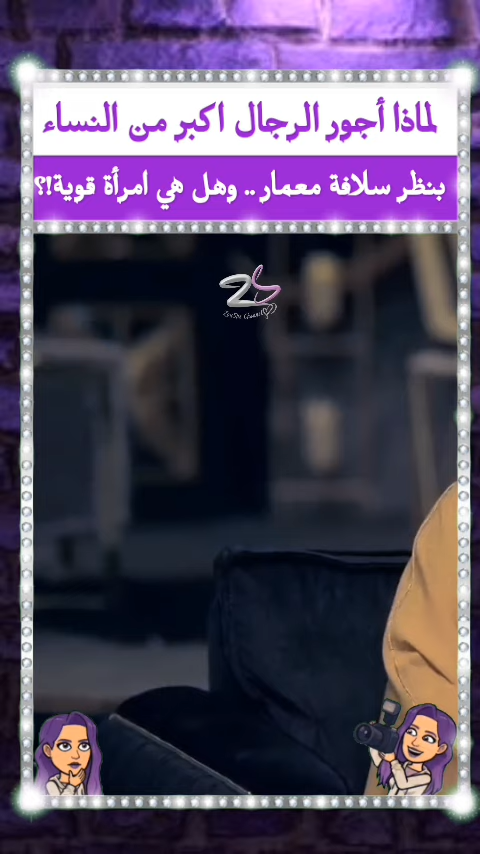 لماذا أجور الرجال اكبر من النساء
بنظر سلافة معمار .. وهل هي امرأة قوية!؟